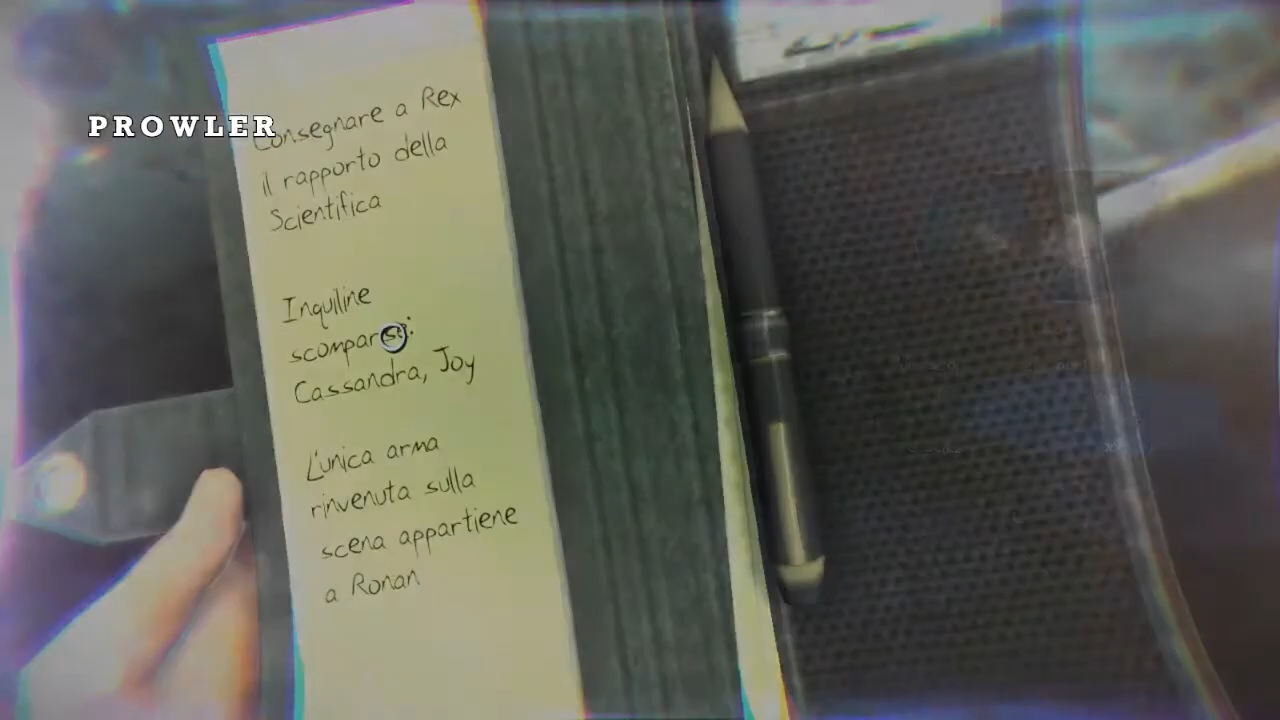 PROWLER
Consegnare a Rex
il rapporto della
Scientifica
Inquiline
scomparse:
Cassandra, Joy
L'unica arma
rinvenuta sulla
scena appartiene
a Ronan